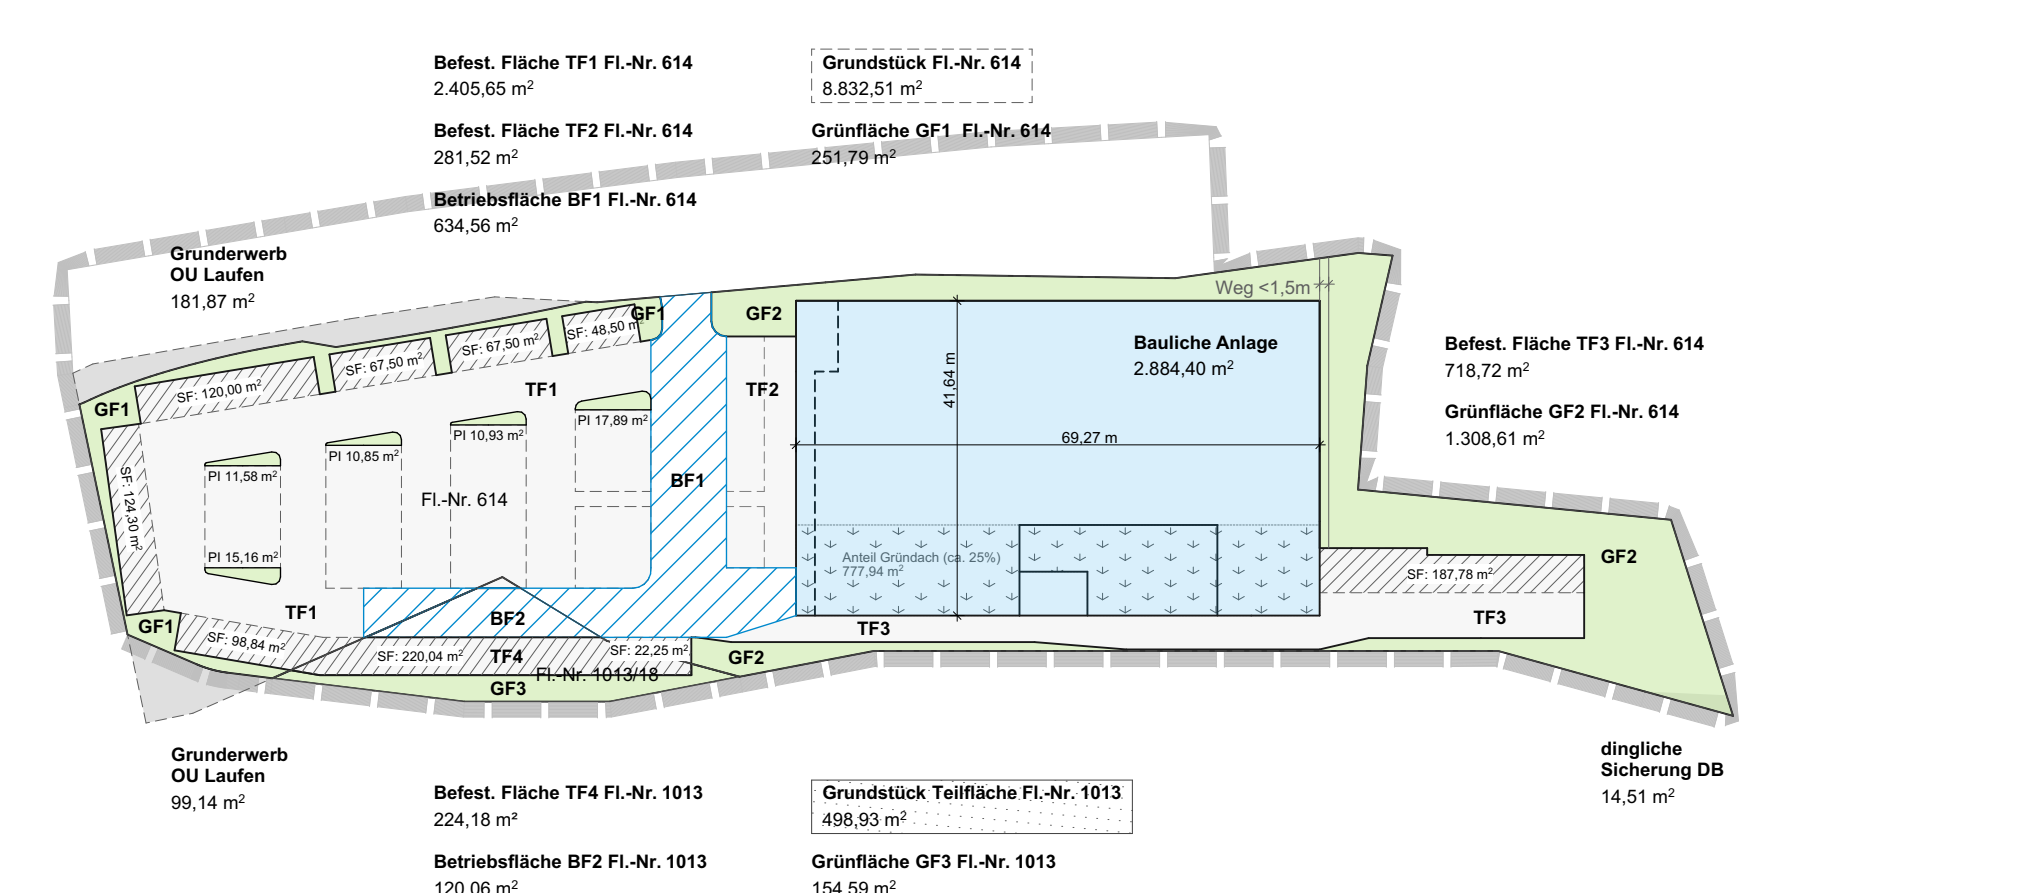 Befest. Fläche TF1 Fl.-Nr. 614
2.405,65 m²
Grundstück Fl.-Nr. 614
8.832,51 m²
Befest. Fläche TF2 Fl.-Nr. 614
281,52 m²
Grünfläche GF1 Fl.-Nr. 614
251,79 m²
Betriebsfläche BF1 Fl.-Nr. 614
634,56 m²
Grunderwerb
OU Laufen
181,87 m²
Weg <1,5m
GF1
GF2
SF: 48,50 m²
SF: 67,50 m²
SF: 67,50 m²
SF: 120,00 m²
Bauliche Anlage
2.884,40 m²
Befest. Fläche TF3 Fl.-Nr. 614
718,72 m²
Grünfläche GF2 Fl.-Nr. 614
1.308,61 m²
41,64 m
69,27 m
TF1
TF2
GF1
PI 17,89 m²
PI 10,93 m²
PI 10,85 m²
PI 11,58 m²
BF1
Fl.-Nr. 614
SF: 124,30 m²
PI 15,16 m²
Anteil Gründach (ca. 25%)
777,94 m²
GF2
SF: 187,78 m²
TF1
BF2
GF1
TF3
TF3
SF: 98,84 m²
SF: 220,04 m²
TF4
SF: 22,25 m²
GF2
Fl.-Nr. 1013/18
GF3
Grunderwerb
OU Laufen
99,14 m²
dingliche
Sicherung DB
14,51 m²
Befest. Fläche TF4 Fl.-Nr. 1013
224,18 m²
Grundstück Teilfläche Fl.-Nr. 1013
498,93 m²
Betriebsfläche BF2 Fl.-Nr. 1013
120,06 m²
Grünfläche GF3 Fl.-Nr. 1013
154,59 m²